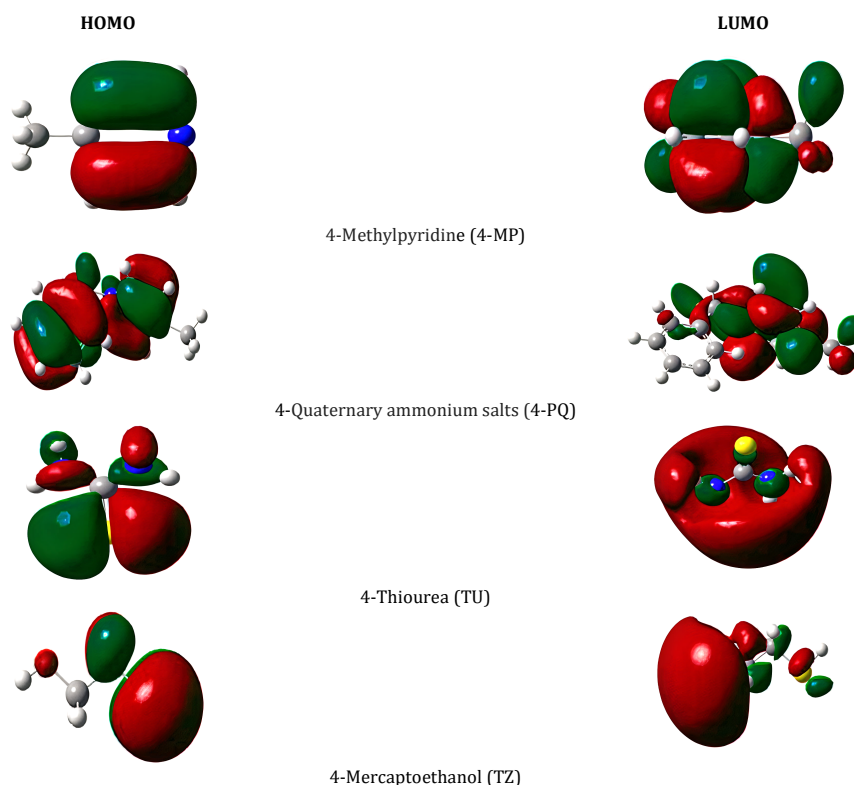 HOMO LUMO
4-Methylpyridine (4-MP)
4-Quaternary ammonium salts (4-PQ)
4-Thiourea (TU)
4-Mercaptoethanol (TZ)